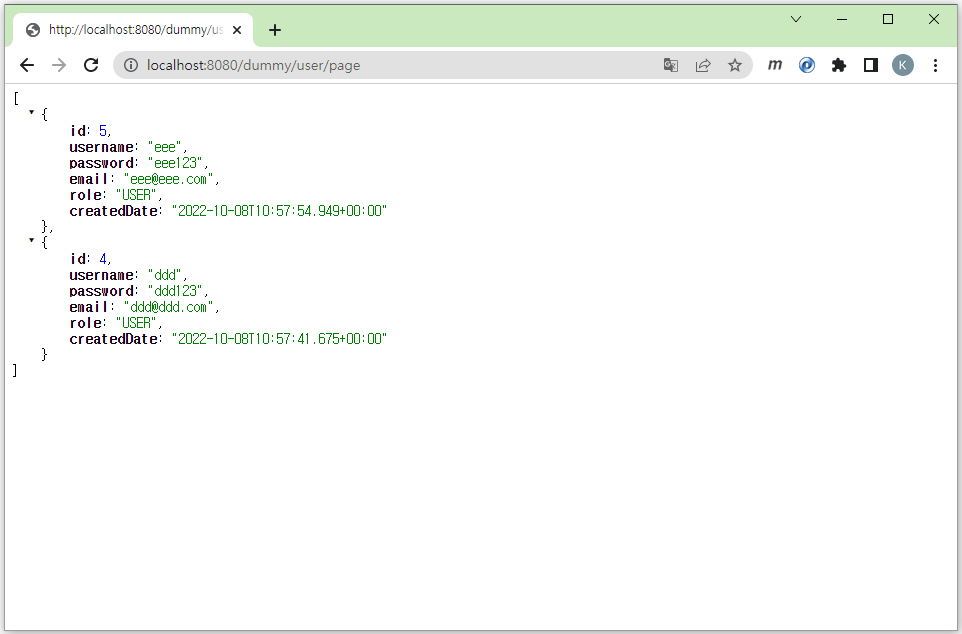 http://localhost:8080/dummy/us
localhost:8080/dummy/user/page
m
K
[
{
id: 5,
username: "eee",
password: "eee123",
email: "eee@eee.com",
role: "USER",
createdDate: "2022-10-08T10:57:54.949+00:00"
},
{
id: 4,
username: "ddd",
password: "ddd123",
email: "ddd@ddd.com",
role: "USER",
createdDate: "2022-10-08T10:57:41.675+00:00"
}
]